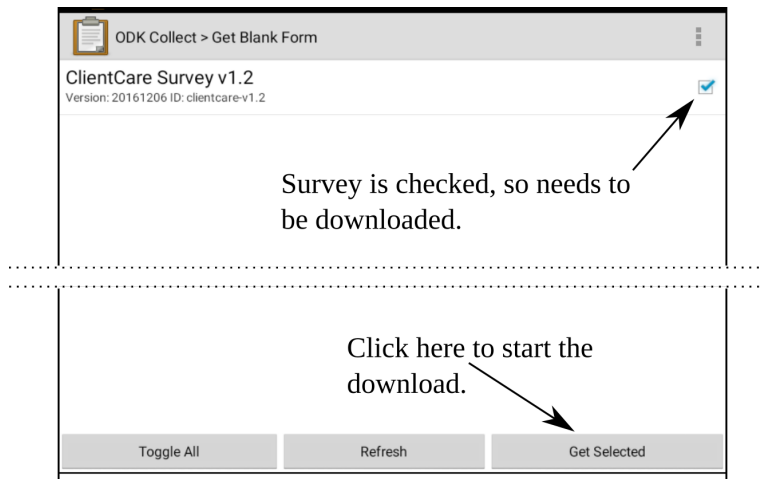 ODK Collect > Get Blank Form
ClientCare Survey v1.2
Version: 20161206 ID: clientcare-v1.2
Survey is checked, so needs to
be downloaded.
Click here to start the
download.
Toggle All
Refresh
Get Selected